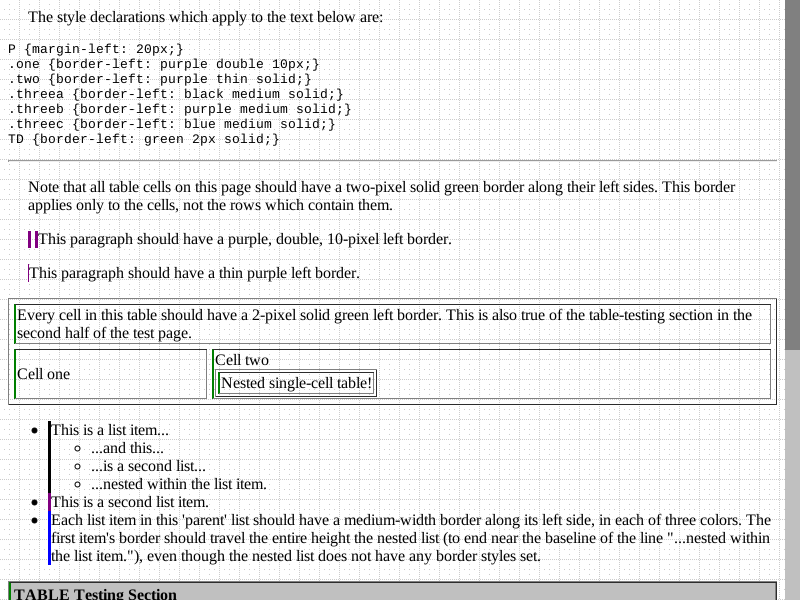 The style declarations which apply to the text below are:
P {margin-left: 20px;}
.one {border-left: purple double 10px;}
.two {border-left: purple thin solid;}
.threea {border-left: black medium solid;}
.threeb {border-left: purple medium solid;}
.threec {border-left: blue medium solid;}
TD {border-left: green 2px solid;}
Note that all table cells on this page should have a two-pixel solid green border along their left sides. This border
applies only to the cells, not the rows which contain them.
This paragraph should have a purple, double, 10-pixel left border.
This paragraph should have a thin purple left border.
Every cell in this table should have a 2-pixel solid green left border. This is also true of the table-testing section in the
second half of the test page.
Cell one
Cell two
Nested single-cell table!
This is a list item...
...and this...
...is a second list...
...nested within the list item.
This is a second list item.
Each list item in this 'parent' list should have a medium-width border along its left side, in each of three colors. The
first item's border should travel the entire height the nested list (to end near the baseline of the line "...nested within
the list item."), even though the nested list does not have any border styles set.
TABLE Testing Section